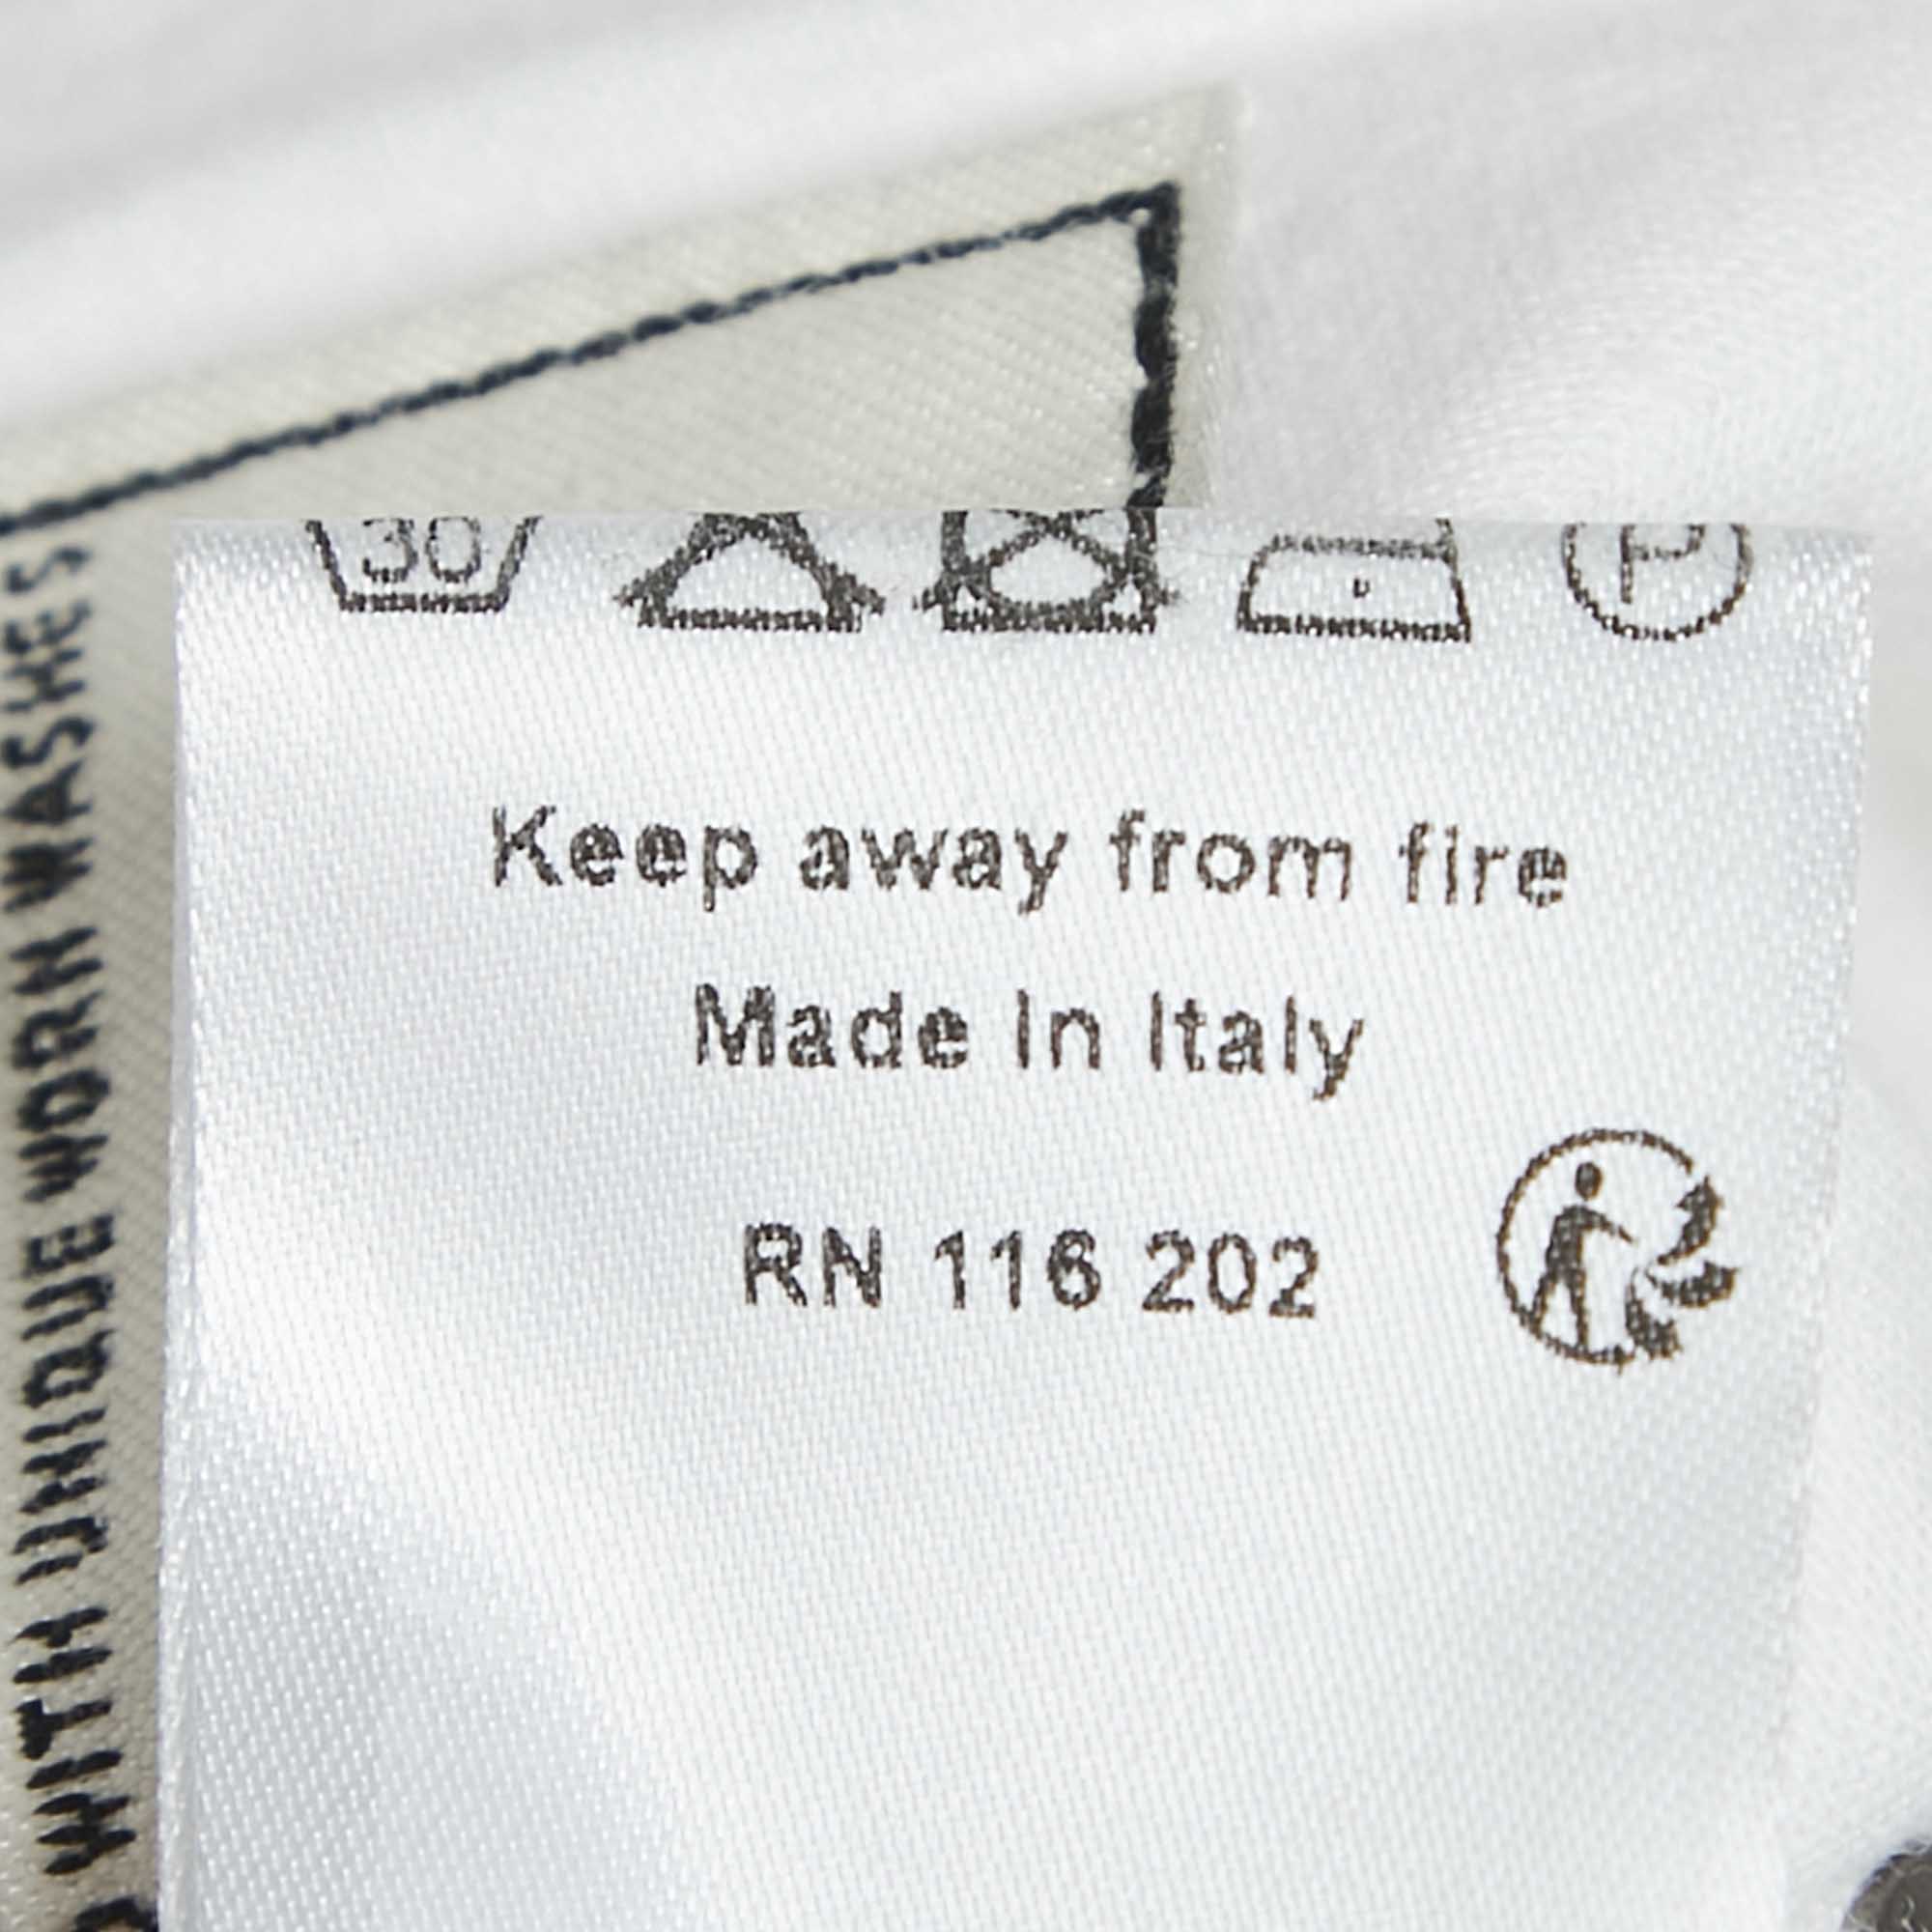 30 P
Keep away from fire
Made In Italy
RN 116 202
WITH UNIQUE WORN WASHES